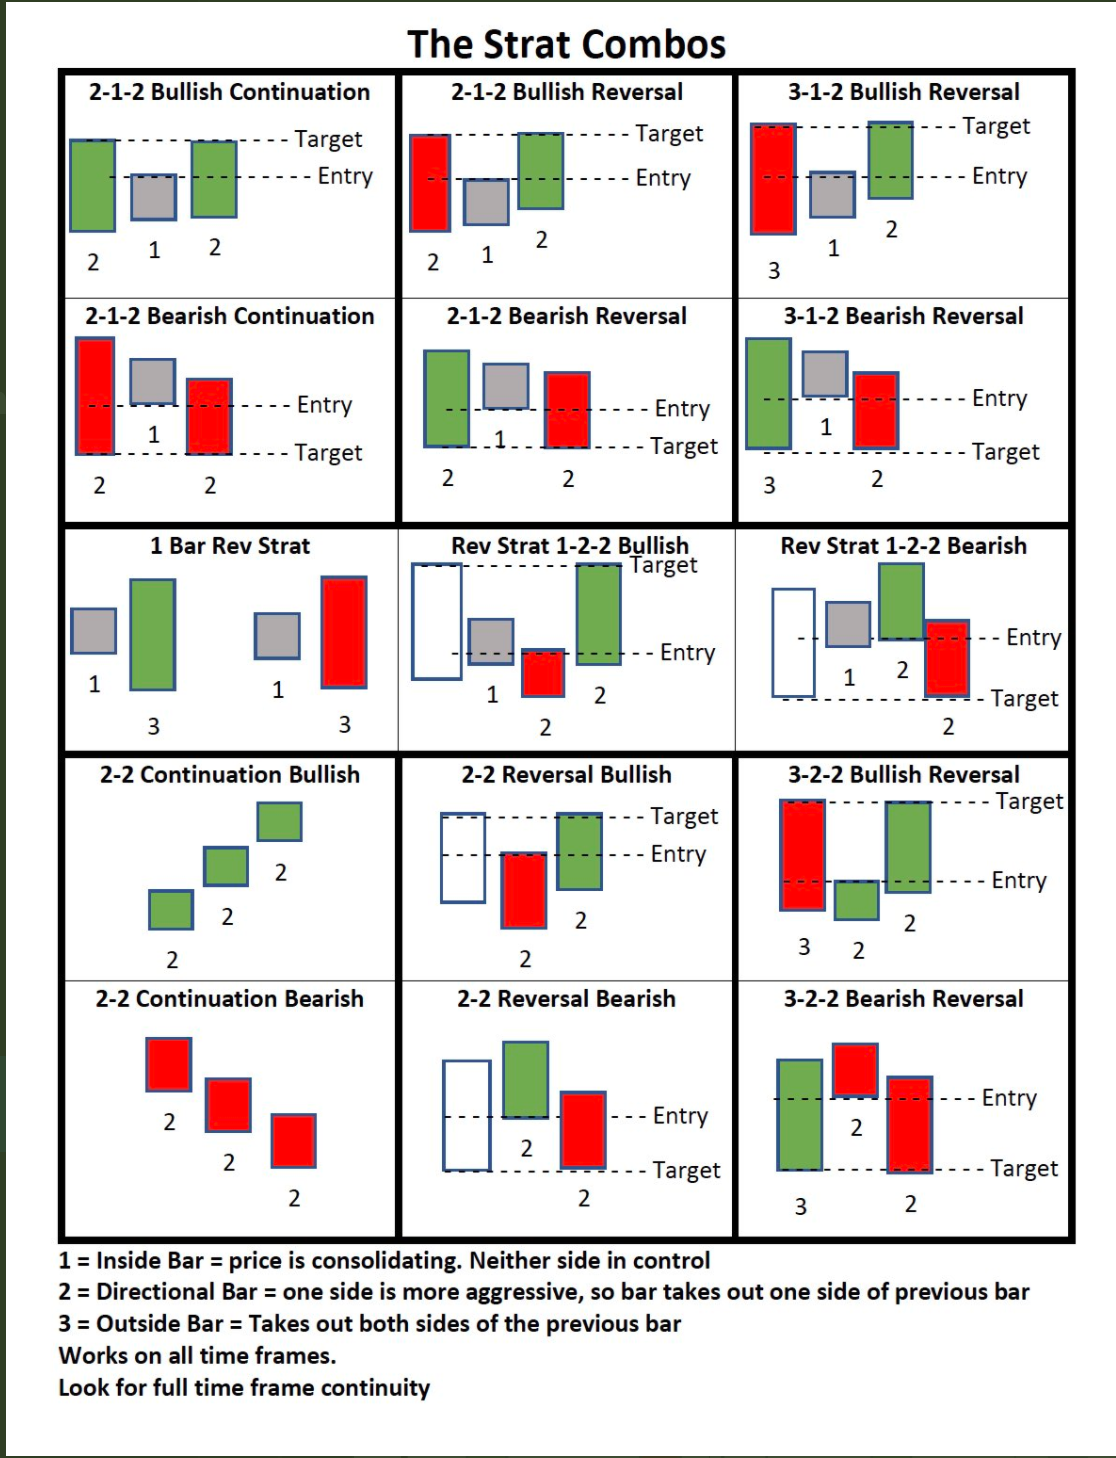 The Strat Combos
2-1-2 Bullish Continuation
Target
Entry
2
1
2
2-1-2 Bullish Reversal
Target
Entry
2
1
2
3-1-2 Bullish Reversal
Target
Entry
3
1
2
2-1-2 Bearish Continuation
Entry
Target
2
1
2
2-1-2 Bearish Reversal
Entry
Target
2
1
2
3-1-2 Bearish Reversal
Entry
Target
3
1
2
1 Bar Rev Strat
1
3
1
3
Rev Strat 1-2-2 Bullish
Target
Entry
1
2
2
Rev Strat 1-2-2 Bearish
Entry
Target
1
2
2
2-2 Continuation Bullish
2
2
2
2-2 Reversal Bullish
Target
Entry
2
2
3-2-2 Bullish Reversal
Target
Entry
3
2
2
2-2 Continuation Bearish
2
2
2
2-2 Reversal Bearish
Entry
Target
2
2
3-2-2 Bearish Reversal
Entry
Target
3
2
2
1 = Inside Bar = price is consolidating. Neither side in control
2 = Directional Bar = one side is more aggressive, so bar takes out one side of previous bar
3 = Outside Bar = Takes out both sides of the previous bar
Works on all time frames.
Look for full time frame continuity